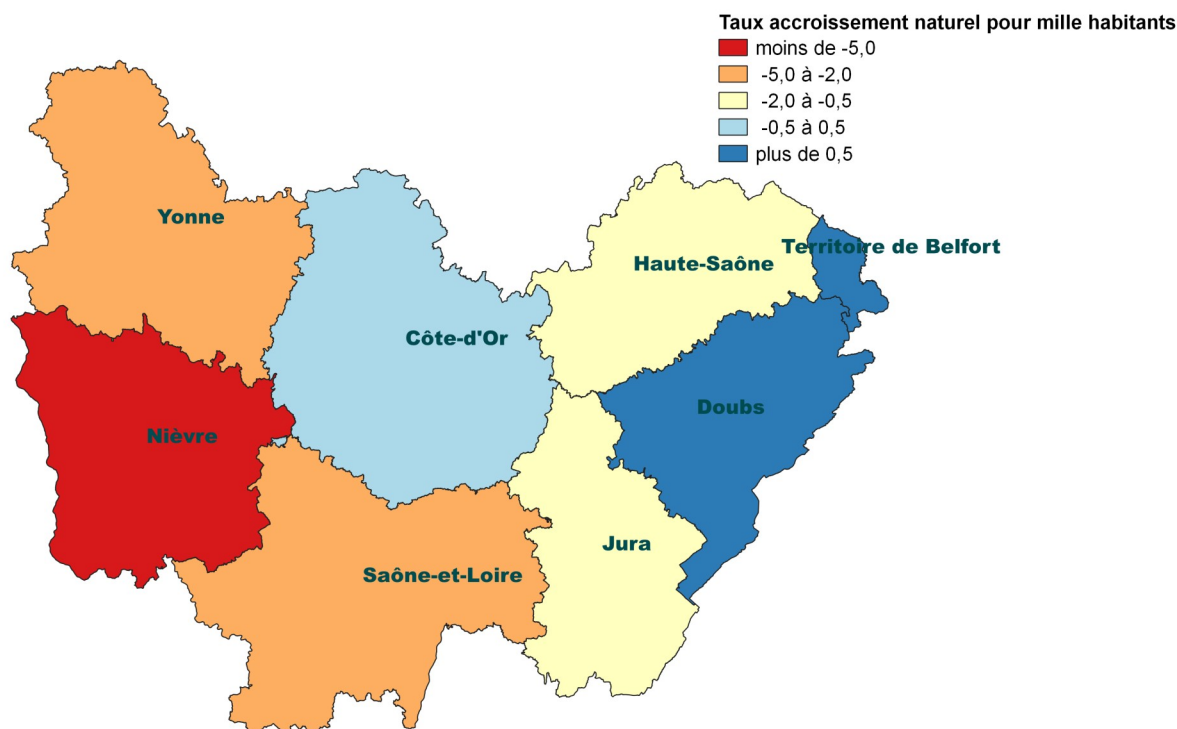 Taux accroissement naturel pour mille habitants
moins de -5,0
-5,0 à -2,0
-2,0 à -0,5
-0,5 à 0,5
plus de 0,5
Yonne
Territoire de Belfort
Haute-Saône
Côte-d'Or
Doubs
Nièvre
Jura
Saône-et-Loire